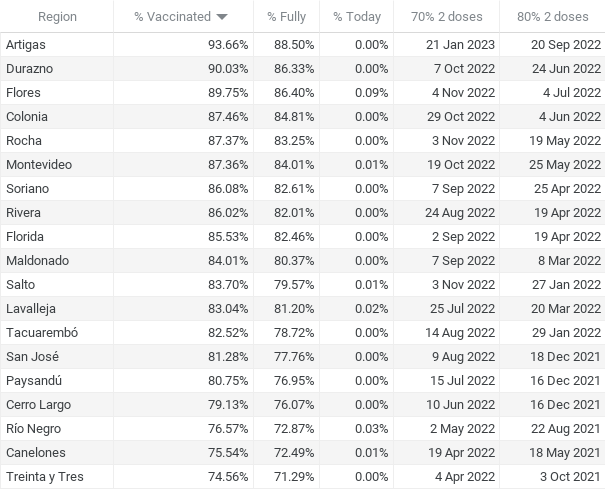 Region % Vaccinated % Fully % Today 70% 2 doses 80% 2 doses
Artigas 93.66% 88.50% 0.00% 21 Jan 2023 20 Sep 2022
Durazno 90.03% 86.33% 0.00% 7 Oct 2022 24 Jun 2022
Flores 89.75% 86.40% 0.09% 4 Nov 2022 4 Jul 2022
Colonia 87.46% 84.81% 0.00% 29 Oct 2022 4 Jun 2022
Rocha 87.37% 83.25% 0.00% 3 Nov 2022 19 May 2022
Montevideo 87.36% 84.01% 0.01% 19 Oct 2022 25 May 2022
Soriano 86.08% 82.61% 0.00% 7 Sep 2022 25 Apr 2022
Rivera 86.02% 82.01% 0.00% 24 Aug 2022 19 Apr 2022
Florida 85.53% 82.46% 0.00% 2 Sep 2022 19 Apr 2022
Maldonado 84.01% 80.37% 0.00% 7 Sep 2022 8 Mar 2022
Salto 83.70% 79.57% 0.01% 3 Nov 2022 27 Jan 2022
Lavalleja 83.04% 81.20% 0.02% 25 Jul 2022 20 Mar 2022
Tacuarembó 82.52% 78.72% 0.00% 14 Aug 2022 29 Jan 2022
San José 81.28% 77.76% 0.00% 9 Aug 2022 18 Dec 2021
Paysandú 80.75% 76.95% 0.00% 15 Jul 2022 16 Dec 2021
Cerro Largo 79.13% 76.07% 0.00% 10 Jun 2022 16 Dec 2021
Río Negro 76.57% 72.87% 0.03% 2 May 2022 22 Aug 2021
Canelones 75.54% 72.49% 0.01% 19 Apr 2022 18 May 2021
Treinta y Tres 74.56% 71.29% 0.00% 4 Apr 2022 3 Oct 2021